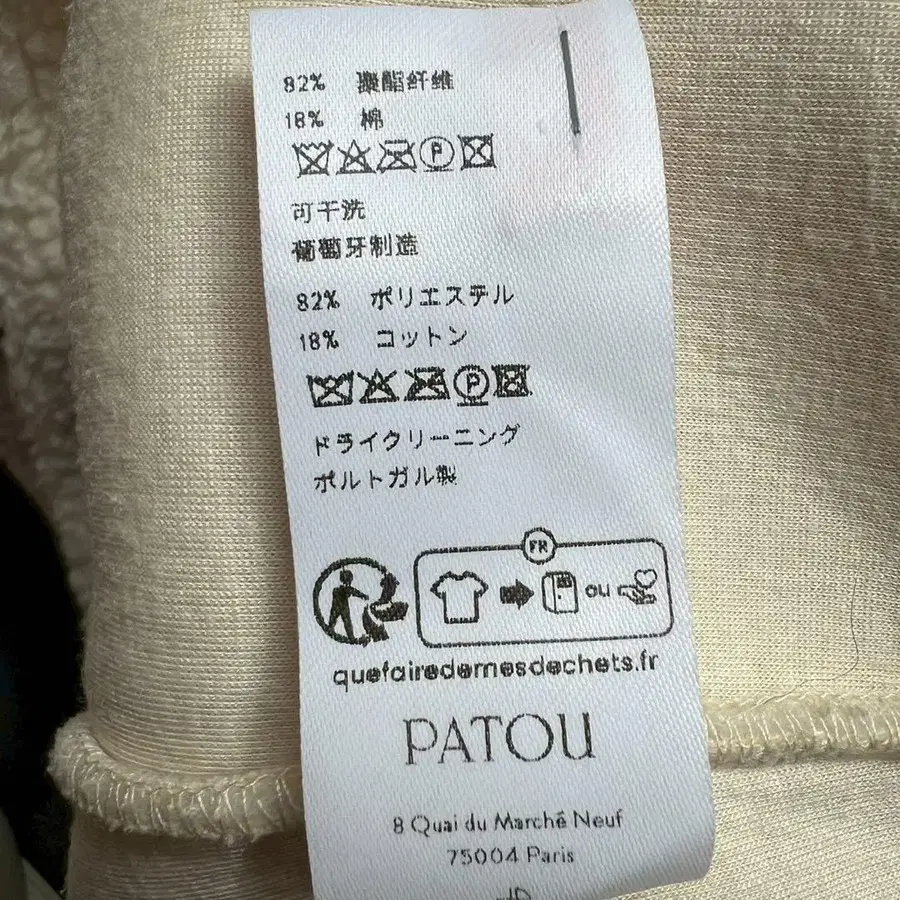 82% 聚酯纤维
18% 棉
P
可干洗
葡萄牙制造
82% ポリエステル
18% コットン
P
ドライクリーニング
ポルトガル製
FR
ou
quefairedemesdechets.fr
PATOU
8 Quai du Marché Neuf
75004 Paris